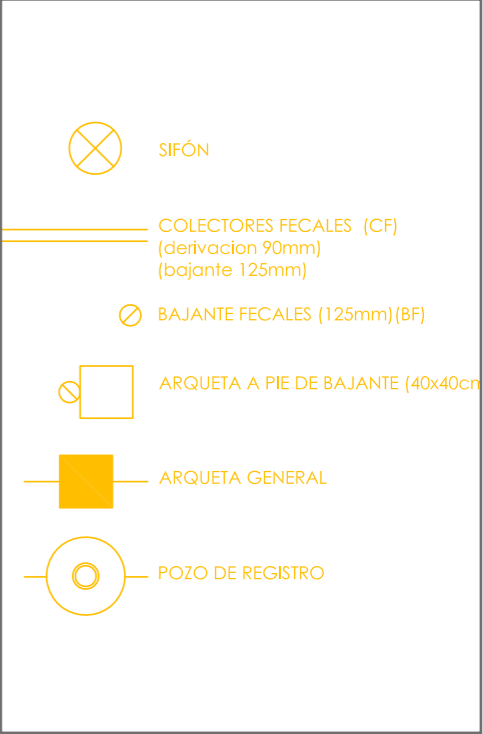 SIFÓN
COLECTORES FECALES (CF)
(derivacion 90mm)
(bajante 125mm)
BAJANTE FECALES (125mm)(BF)
ARQUETA A PIE DE BAJANTE (40x40cm
ARQUETA GENERAL
POZO DE REGISTRO